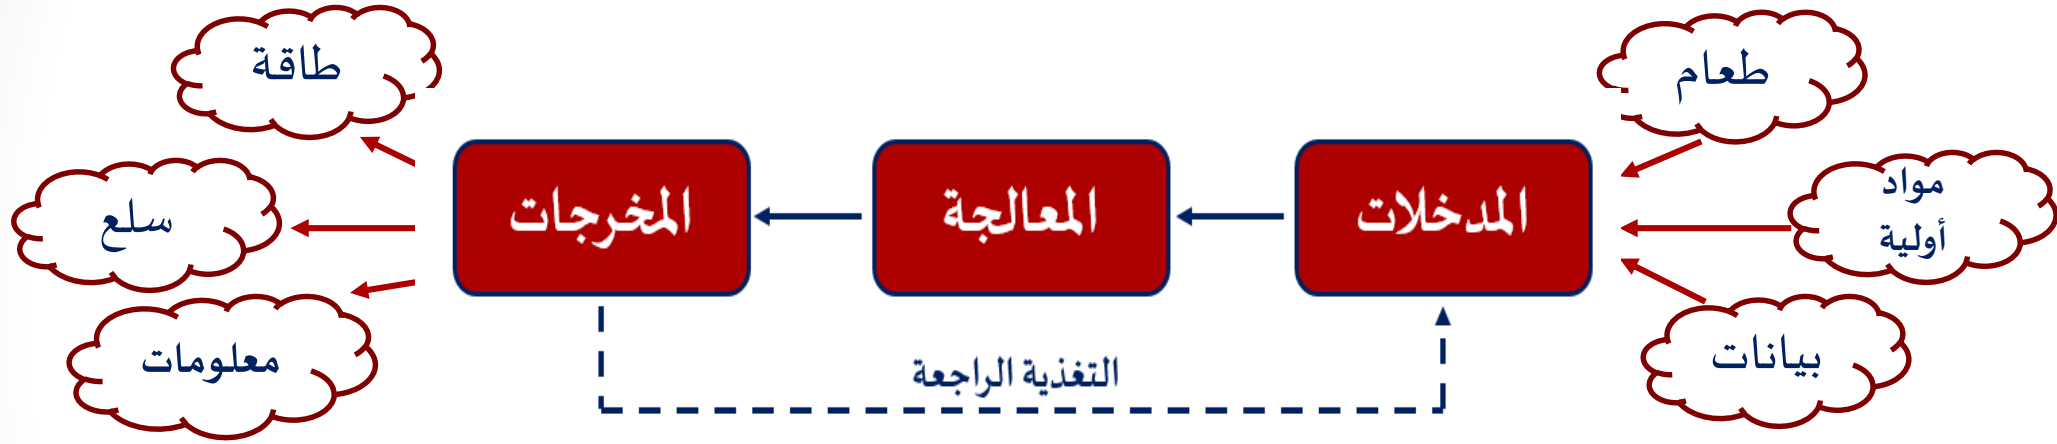 طعام
مواد
أولية
بيانات
المدخلات
المعالجة
المخرجات
التغذية الراجعة
طاقة
سلع
معلومات